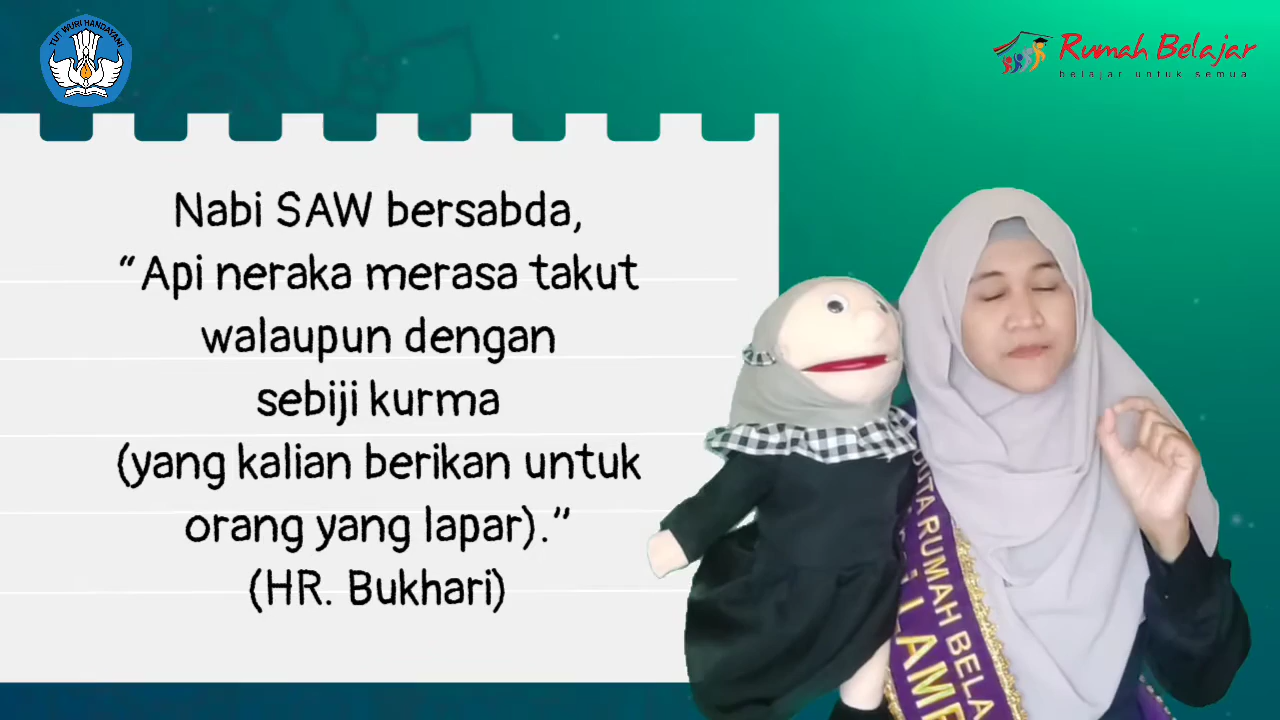 TUT WURI HANDAYANI
Rumah Belajar
belajar untuk semua
Nabi SAW bersabda,
“Api neraka merasa takut
walaupun dengan
sebiji kurma
(yang kalian berikan untuk
orang yang lapar).”
(HR. Bukhari)
DUTA RUMAH BELA
LAMP